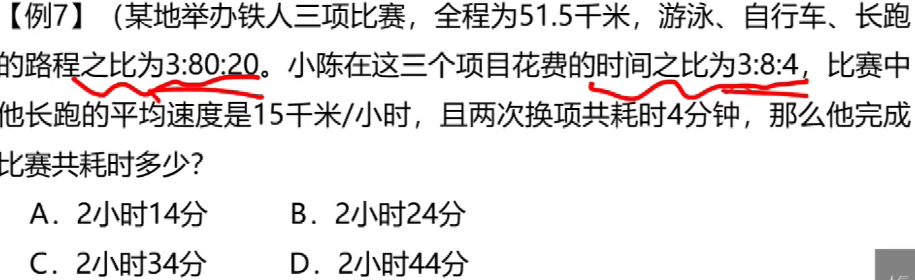 【例7】（某地举办铁人三项比赛，全程为51.5千米，游泳、自行车、长跑
的路程之比为3:80:20。小陈在这三个项目花费的时间之比为3:8:4，比赛中
他长跑的平均速度是15千米/小时，且两次换项共耗时4分钟，那么他完成
比赛共耗时多少？
A．2小时14分 B．2小时24分
C．2小时34分 D．2小时44分